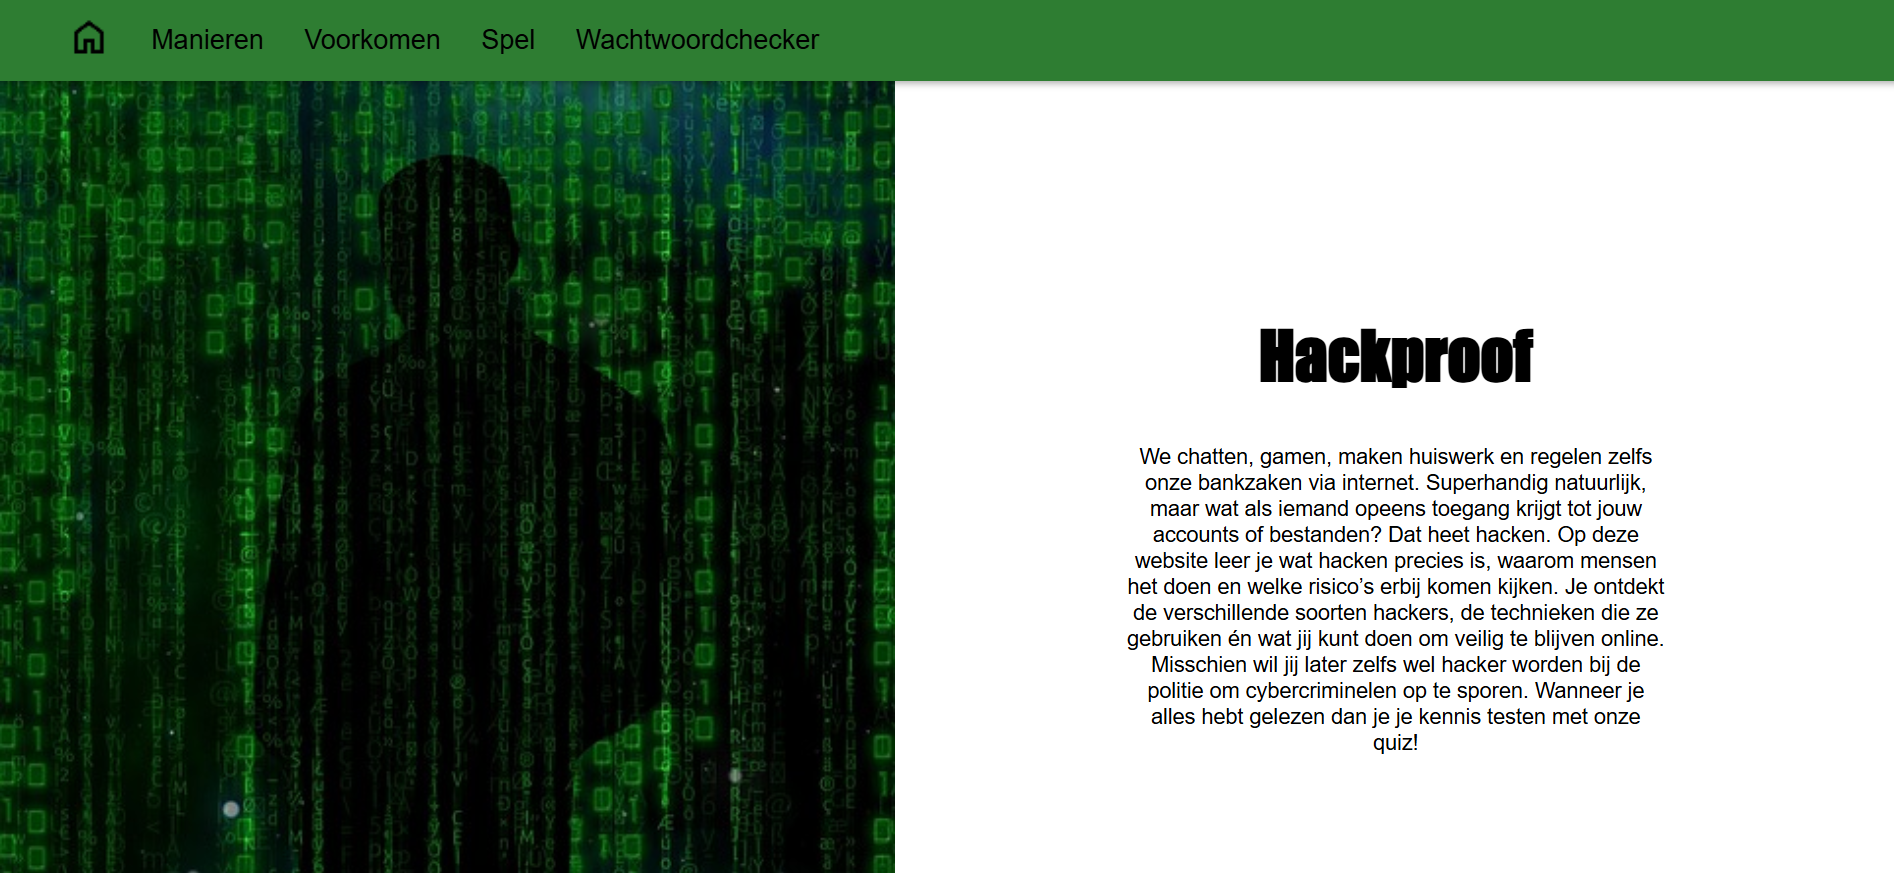 Manieren Voorkomen Spel Wachtwoordchecker
Hackproof
We chatten, gamen, maken huiswerk en regelen zelfs
onze bankzaken via internet. Superhandig natuurlijk,
maar wat als iemand opeens toegang krijgt tot jouw
accounts of bestanden? Dat heet hacken. Op deze
website leer je wat hacken precies is, waarom mensen
het doen en welke risico’s erbij komen kijken. Je ontdekt
de verschillende soorten hackers, de technieken die ze
gebruiken én wat jij kunt doen om veilig te blijven online.
Misschien wil jij later zelfs wel hacker worden bij de
politie om cybercriminelen op te sporen. Wanneer je
alles hebt gelezen dan je je kennis testen met onze
quiz!